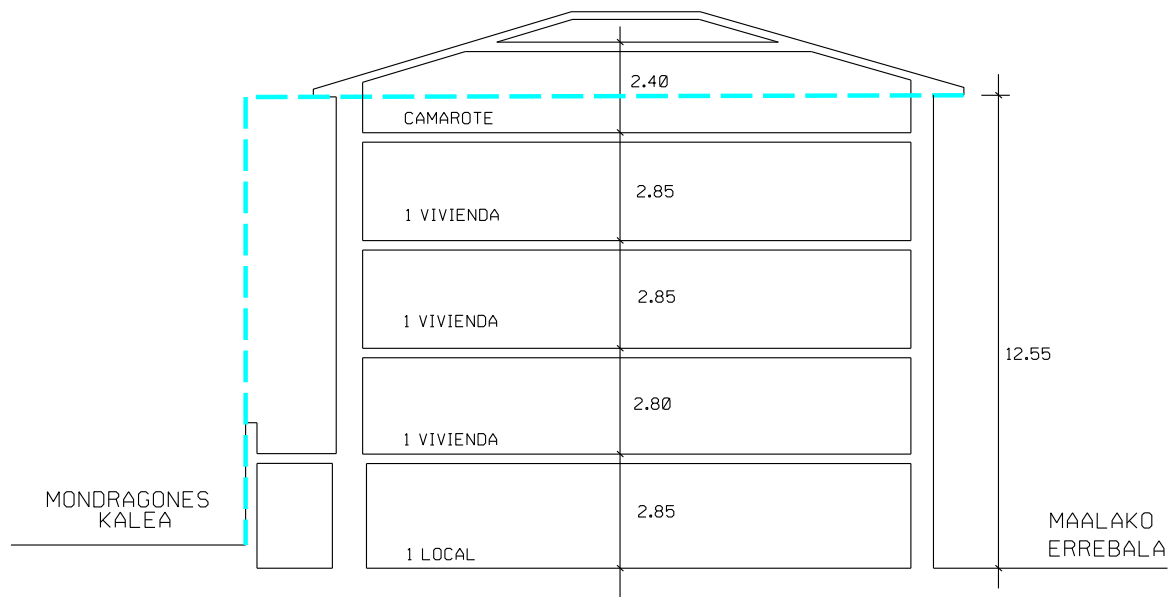 2.40
CAMAROTE
2.85
1 VIVIENDA
2.85
1 VIVIENDA
12.55
2.80
1 VIVIENDA
MONDRAGONES
KALEA
2.85
1 LOCAL
MAALAKO
ERREBALA